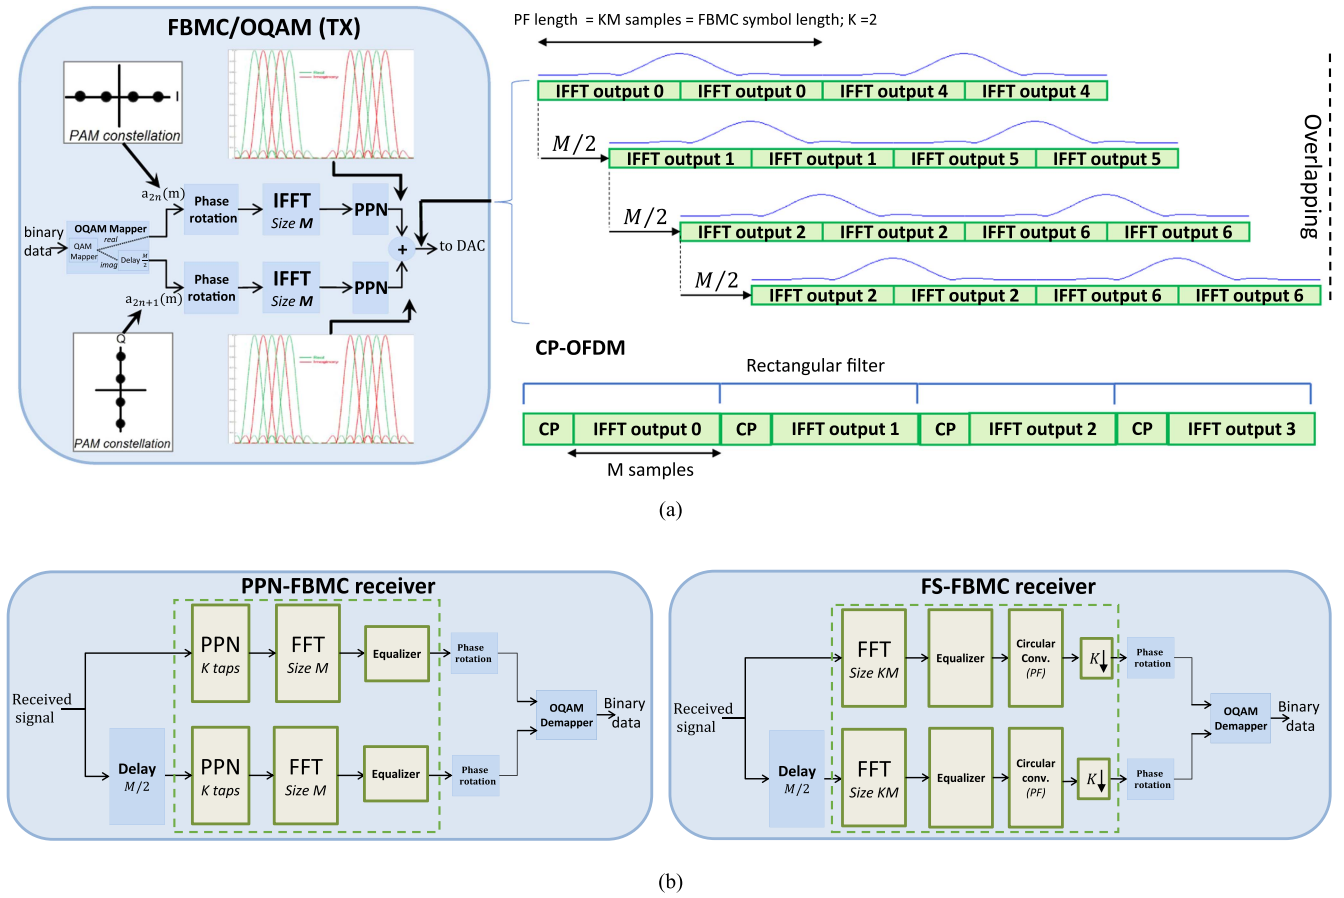 FBMC/OQAM (TX)
PF length = KM samples = FBMC symbol length; K =2
I
PAM constellation
a2n(m)
Phase
rotation
IFFT
Size M
PPN
binary
data
OQAM Mapper
real
QAM
Mapper
imag
Delay M/2
+
to DAC
a2n+1(m)
Phase
rotation
IFFT
Size M
PPN
Q
PAM constellation
IFFT output 0
IFFT output 0
IFFT output 4
IFFT output 4
M/2
IFFT output 1
IFFT output 1
IFFT output 5
IFFT output 5
M/2
IFFT output 2
IFFT output 2
IFFT output 6
IFFT output 6
M/2
IFFT output 2
IFFT output 2
IFFT output 6
IFFT output 6
Overlapping
CP-OFDM
Rectangular filter
CP
IFFT output 0
CP
IFFT output 1
CP
IFFT output 2
CP
IFFT output 3
M samples
(a)
PPN-FBMC receiver
Received
signal
PPN
K taps
FFT
Size M
Equalizer
Phase
rotation
Delay
M/2
PPN
K taps
FFT
Size M
Equalizer
Phase
rotation
OQAM
Demapper
Binary
data
FS-FBMC receiver
Received
signal
FFT
Size KM
Equalizer
Circular
Conv.
(PF)
K
Phase
rotation
Delay
M/2
FFT
Size KM
Equalizer
Circular
conv.
(PF)
K
Phase
rotation
OQAM
Demapper
Binary
data
(b)